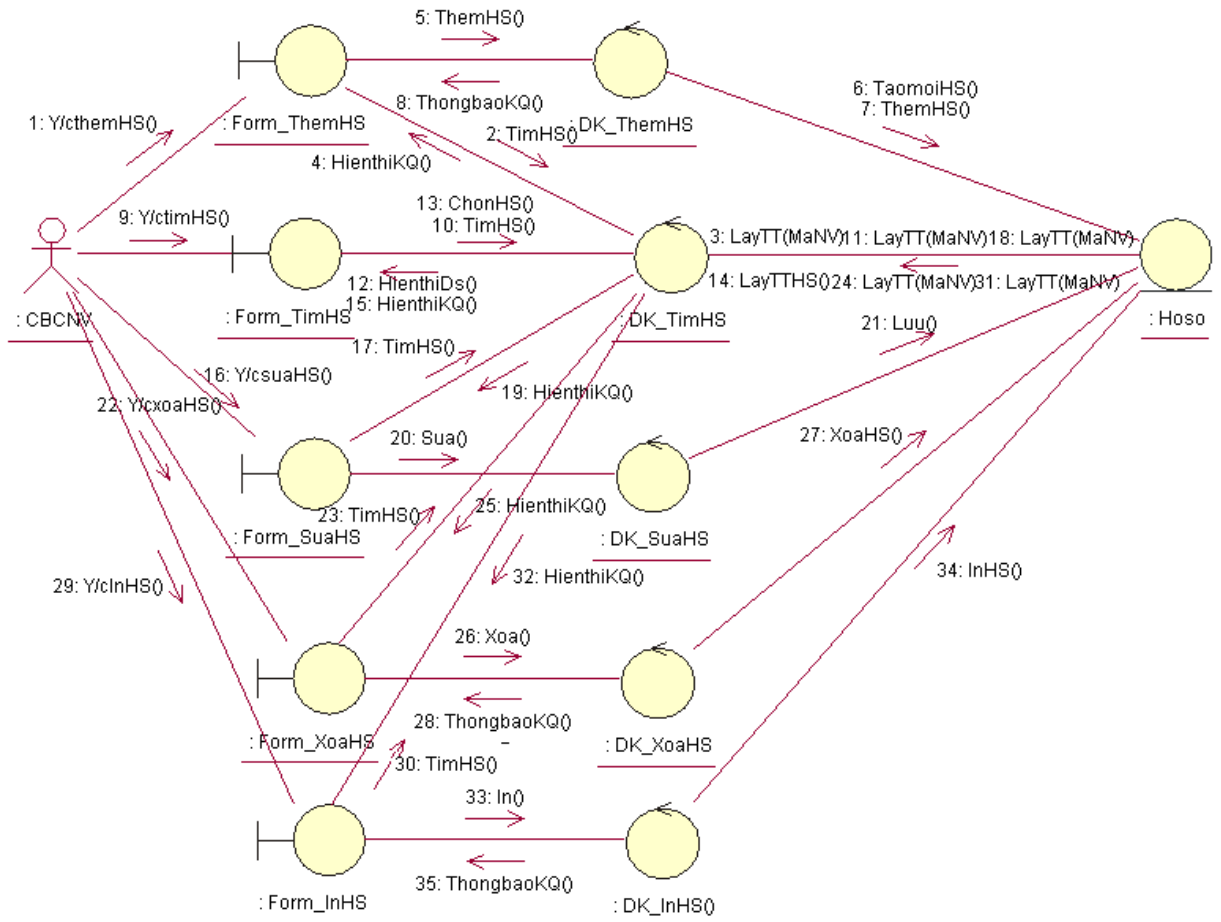 5: ThemHS()
8: ThongbaoKQ()
: Form_ThemHS
: DK_ThemHS
6: TaomoiHS()
7: ThemHS()
1: Y/cthemHS()
2: TimHS()
4: HienthiKQ()
9: Y/ctimHS()
13: ChonHS()
10: TimHS()
3: LayTT(MaNV)
11: LayTT(MaNV)
18: LayTT(MaNV)
12: HienthiDs()
15: HienthiKQ()
14: LayTTHS()
24: LayTT(MaNV)
31: LayTT(MaNV)
: CBCNV
: Form_TimHS
: DK_TimHS
: Hoso
17: TimHS()
21: Luu()
16: Y/csuaHS()
19: HienthiKQ()
22: Y/cxoaHS()
20: Sua()
27: XoaHS()
23: TimHS()
25: HienthiKQ()
: Form_SuaHS
: DK_SuaHS
29: Y/cInHS()
32: HienthiKQ()
34: InHS()
26: Xoa()
28: ThongbaoKQ()
: Form_XoaHS
: DK_XoaHS
30: TimHS()
33: In()
35: ThongbaoKQ()
: Form_InHS
: DK_InHS()